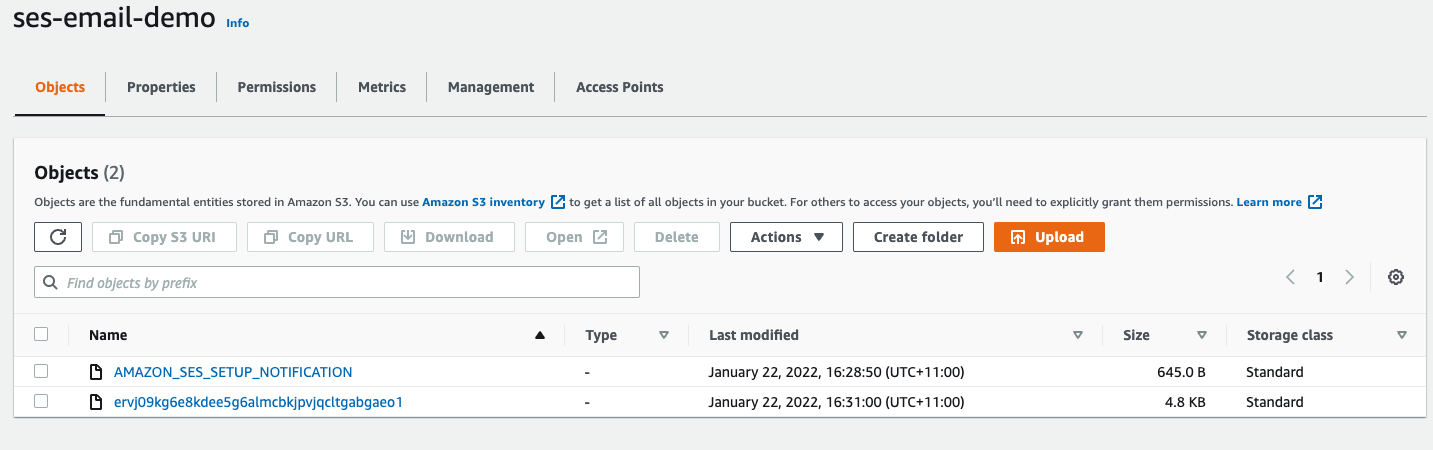 ses-email-demo Info
Objects Properties Permissions Metrics Management Access Points
Objects (2)
Objects are the fundamental entities stored in Amazon S3. You can use Amazon S3 inventory to get a list of all objects in your bucket. For others to access your objects, you'll need to explicitly grant them permissions. Learn more
Copy S3 URI Copy URL Download Open Delete Actions Create folder Upload
Find objects by prefix 1
Name Type Last modified Size Storage class
AMAZON_SES_SETUP_NOTIFICATION - January 22, 2022, 16:28:50 (UTC+11:00) 645.0 B Standard
ervj09kg6e8kdee5g6almcbkjpvjqcltgabgaeo1 - January 22, 2022, 16:31:00 (UTC+11:00) 4.8 KB Standard